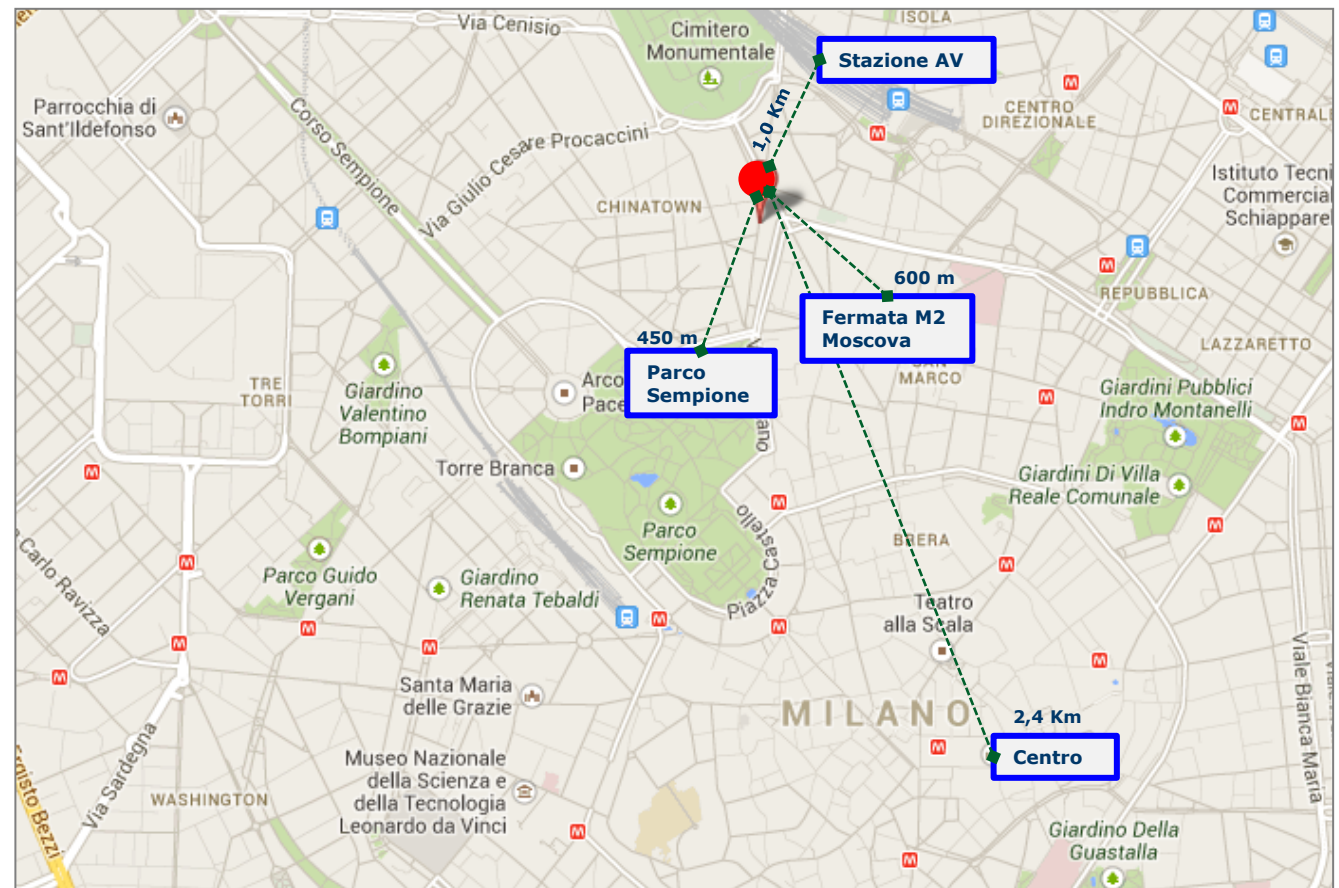 ISOLA
Via Cenisio
Cimitero
Monumentale
Stazione AV
Parrocchia di
Sant'Ildefonso
Corso Sempione
1,0 Km
CENTRO
DIREZIONALE
CENTRALE
Via Giulio Cesare Procaccini
Istituto Tecni
Commercial
Schiappare
CHINATOWN
600 m
REPUBBLICA
Fermata M2
Moscova
450 m
LAZZARETTO
Parco
Sempione
SAN
MARCO
Arco
Pace
TRE
TORRI
Giardino
Valentino
Bompiani
Giardini Pubblici
Indro Montanelli
ano
Torre Branca
Giardini Di Villa
Reale Comunale
Parco
Sempione
Piazza Castello
BRERA
Carlo Ravizza
Parco Guido
Vergani
Giardino
Renata Tebaldi
Teatro
alla Scala
Viale Bianca Maria
Santa Maria
delle Grazie
MILANO
2,4 Km
Centro
Via Sardegna
Museo Nazionale
della Scienza e
della Tecnologia
Leonardo da Vinci
WASHINGTON
ergisto Bezzi
Giardino Della
Guastalla